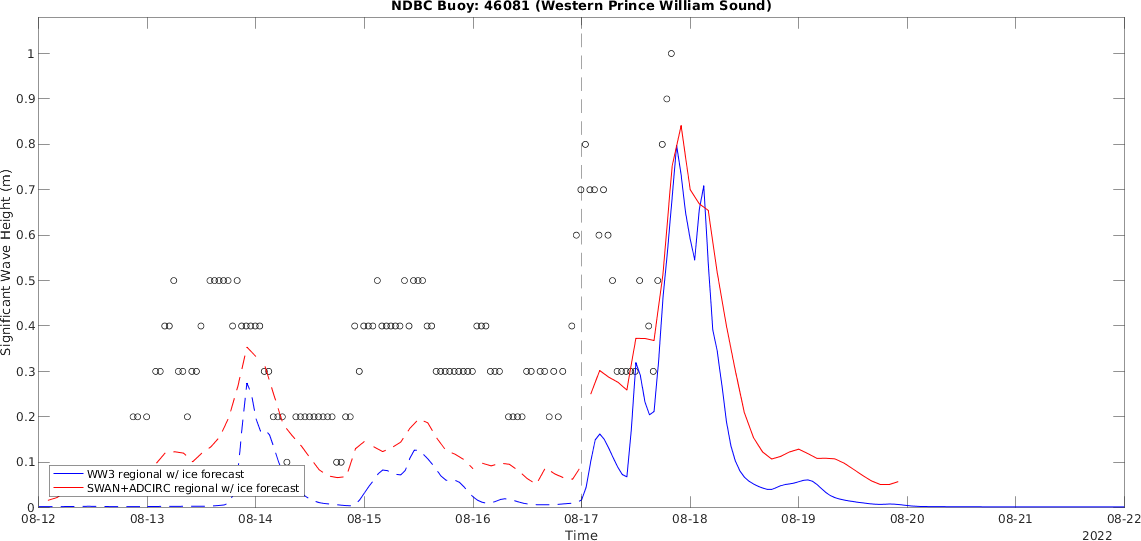 NDBC Buoy: 46081 (Western Prince William Sound)
1
0.9
0.8
0.7
0.6
0.5
0.4
0.3
0.2
0.1
0
Significant Wave Height (m)
WW3 regional w/ ice forecast
SWAN+ADCIRC regional w/ ice forecast
08-12 08-13 08-14 08-15 08-16 08-17 08-18 08-19 08-20 08-21 08-22
Time
2022